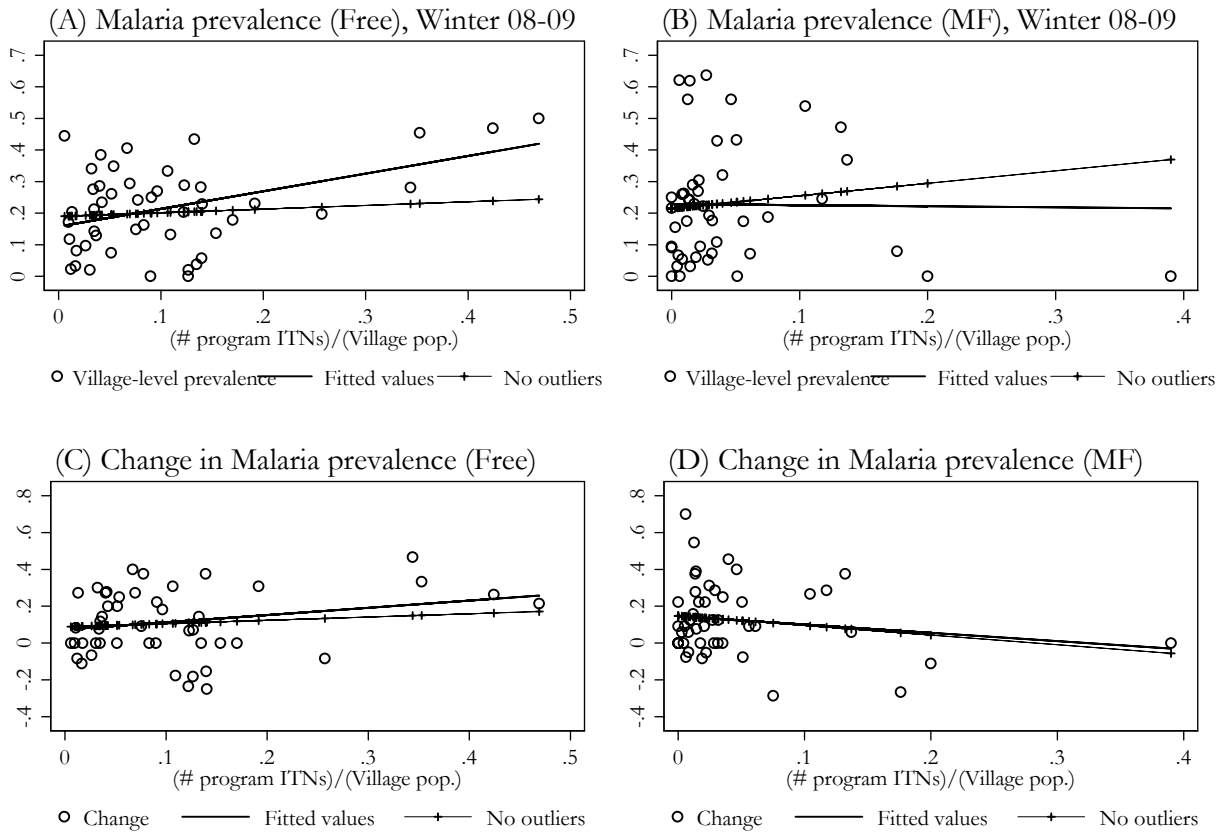 (A) Malaria prevalence (Free), Winter 08-09
.7
.6
.5
.4
.3
.2
.1
0
0 .1 .2 .3 .4 .5
(# program ITNs)/(Village pop.)
Village-level prevalence Fitted values No outliers
(B) Malaria prevalence (MF), Winter 08-09
.7
.6
.5
.4
.3
.2
.1
0
0 .1 .2 .3 .4
(# program ITNs)/(Village pop.)
Village-level prevalence Fitted values No outliers
(C) Change in Malaria prevalence (Free)
.8
.6
.4
.2
0
-.2
-.4
0 .1 .2 .3 .4 .5
(# program ITNs)/(Village pop.)
Change Fitted values No outliers
(D) Change in Malaria prevalence (MF)
.8
.6
.4
.2
0
-.2
-.4
0 .1 .2 .3 .4
(# program ITNs)/(Village pop.)
Change Fitted values No outliers